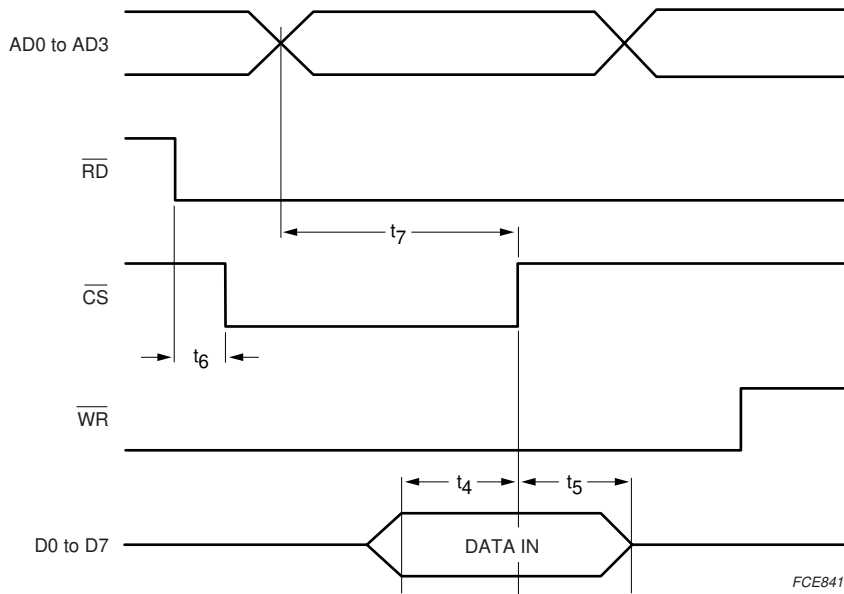 AD0 to AD3
RD
t7
CS
t6
WR
t4
t5
D0 to D7
DATA IN
FCE841